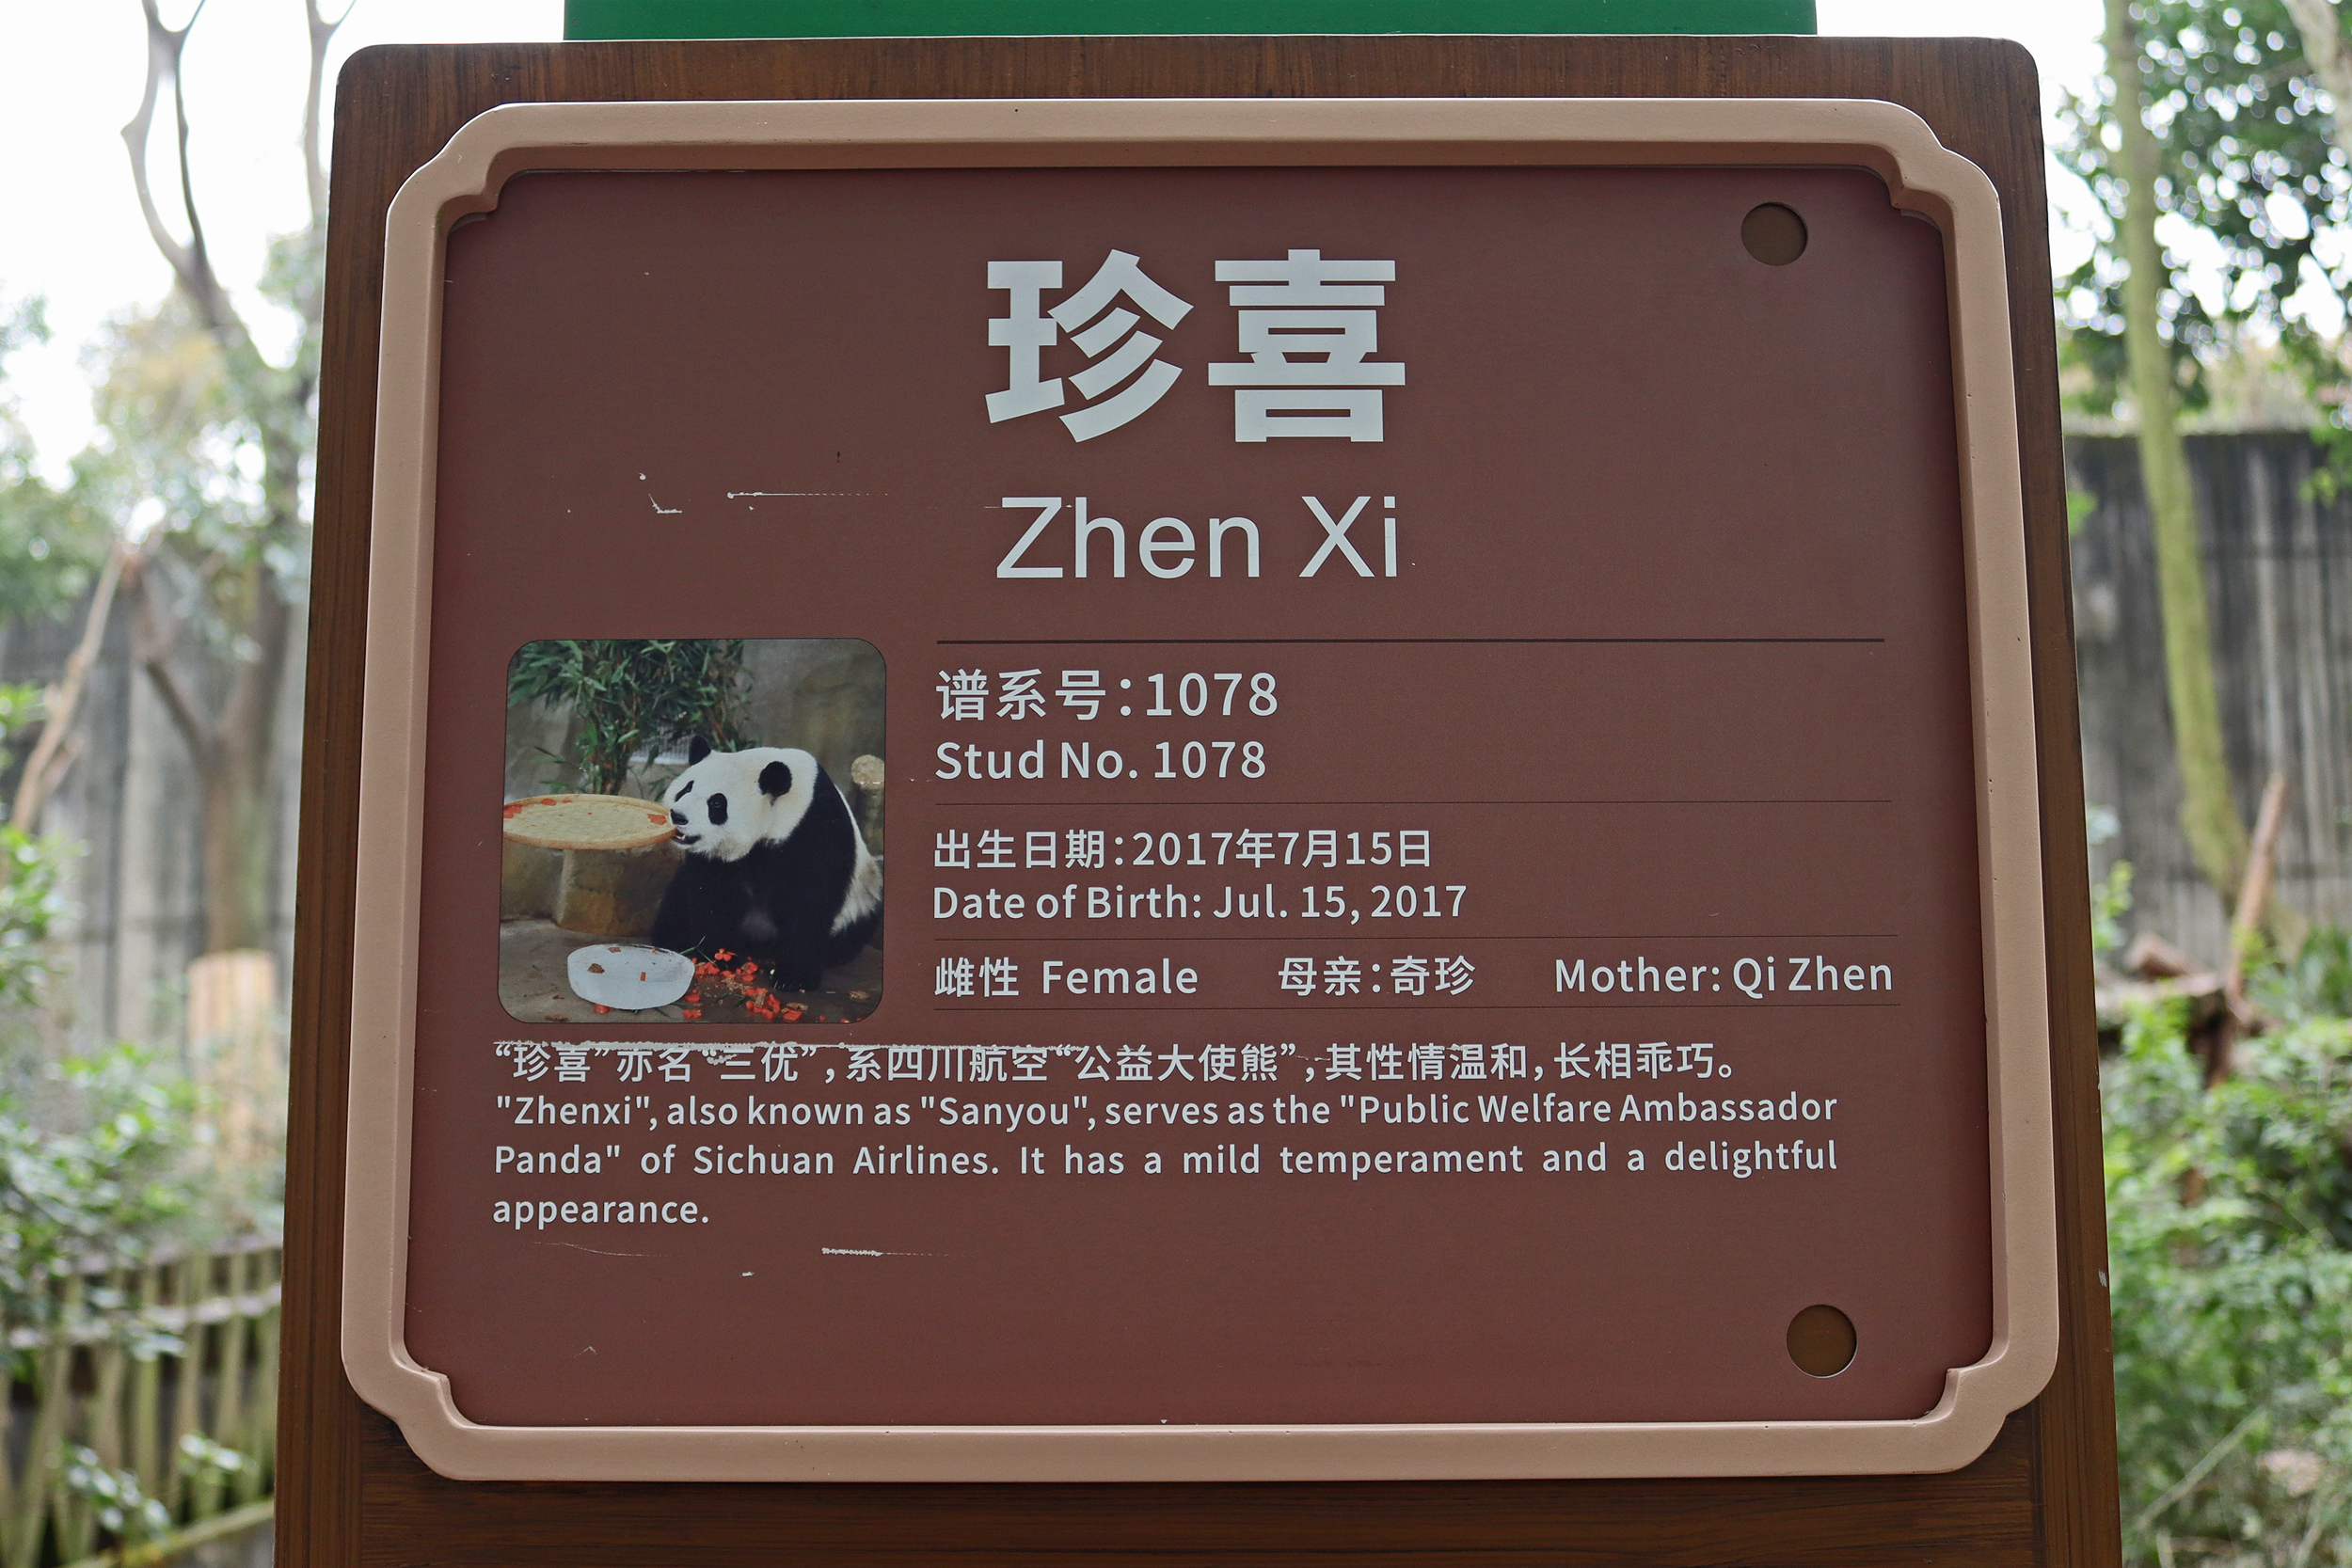 珍喜
Zhen Xi
谱系号：1078
Stud No. 1078
出生日期：2017年7月15日
Date of Birth: Jul. 15, 2017
雌性 Female 母亲：奇珍 Mother: Qi Zhen
“珍喜”亦名“三优”，系四川航空“公益大使熊”，其性情温和，长相乖巧。
"Zhenxi", also known as "Sanyou", serves as the "Public Welfare Ambassador
Panda" of Sichuan Airlines. It has a mild temperament and a delightful
appearance.